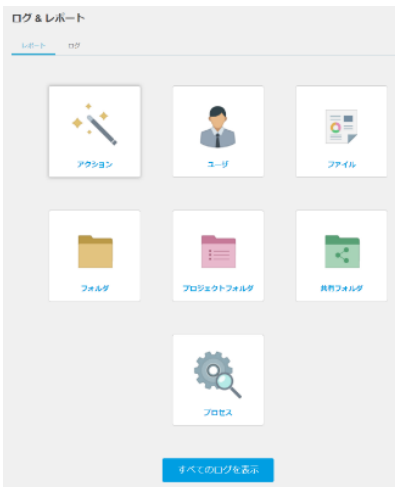 ログ & レポート
レポート ログ
アクション
ユーザ
ファイル
フォルダ
プロジェクトフォルダ
共有フォルダ
プロセス
すべてのログを表示